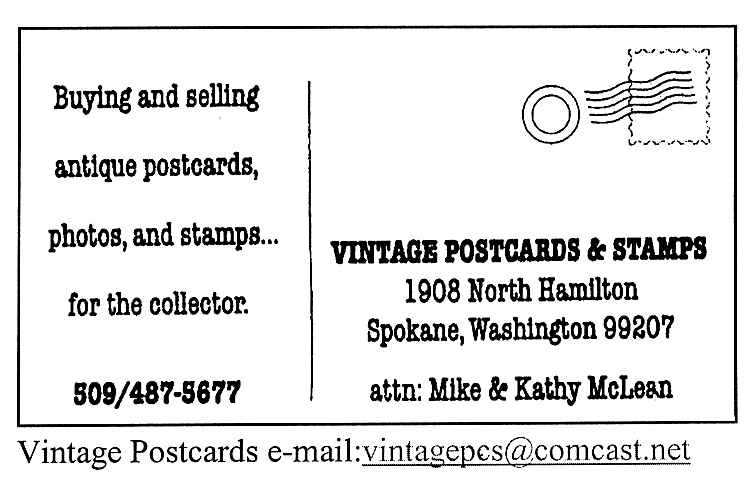 Buying and selling
antique postcards,
photos, and stamps...
for the collector.
509/487-5677
VINTAGE POSTCARDS & STAMPS
1908 North Hamilton
Spokane, Washington 99207
attn: Mike & Kathy McLean
Vintage Postcards e-mail:vintagepcs@comcast.net